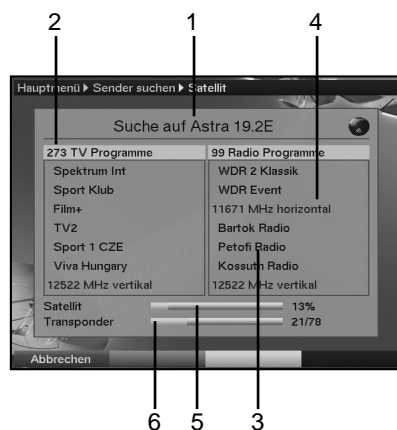 2 1 4
Hauptmenü ▶ Sender suchen ▶ Satellit
Suche auf Astra 19.2E
273 TV Programme
Spektrum Int
Sport Klub
Film+
TV2
Sport 1 CZE
Viva Hungary
12522 MHz vertikal
99 Radio Programme
WDR 2 Klassik
WDR Event
11671 MHz horizontal
Bartok Radio
Petofi Radio
Kossuth Radio
12522 MHz vertikal
Satellit 13%
Transponder 21/78
Abbrechen
6 5 3